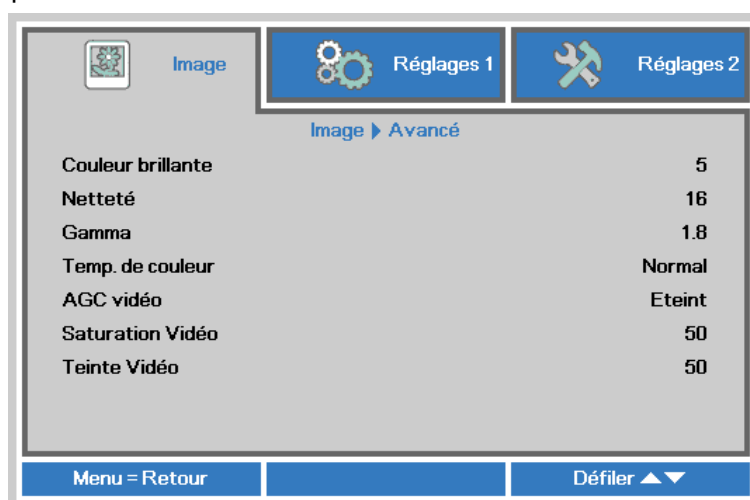 Image
Réglages 1
Réglages 2
Image ▶ Avancé
Couleur brillante 5
Netteté 16
Gamma 1.8
Temp. de couleur Normal
AGC vidéo Eteint
Saturation Vidéo 50
Teinte Vidéo 50
Menu = Retour
Défiler ▲▼